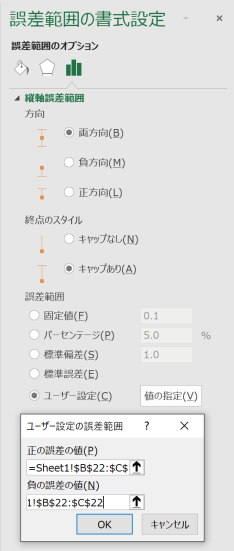 誤差範囲の書式設定
誤差範囲のオプション
縦軸誤差範囲
方向
両方向(B)
負方向(M)
正方向(L)
終点のスタイル
キャップなし(N)
キャップあり(A)
誤差範囲
固定値(F) 0.1
パーセンテージ(P) 5.0 %
標準偏差(S) 1.0
標準誤差(E)
ユーザー設定(C) 値の指定(V)
ユーザー設定の誤差範囲 ? ×
正の誤差の値(P)
=Sheet1!$B$22:$C$
負の誤差の値(N)
1!$B$22:$C$22
OK キャンセル